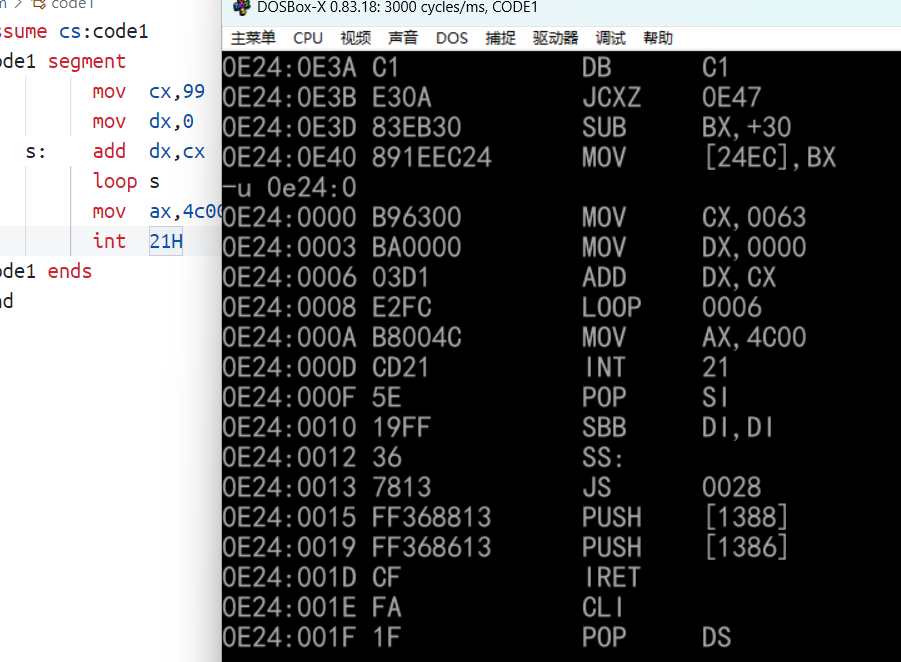 code1
ssume cs:code1
ode1 segment
mov cx,99
mov dx,0
s: add dx,cx
loop s
mov ax,4c00
int 21H
ode1 ends
nd
DOSBox-X 0.83.18: 3000 cycles/ms, CODE1
主菜单 CPU 视频 声音 DOS 捕捉 驱动器 调试 帮助
0E24:0E3A C1 DB C1
0E24:0E3B E30A JCXZ 0E47
0E24:0E3D 83EB30 SUB BX,+30
0E24:0E40 891EEC24 MOV [24EC],BX
-u 0e24:0
0E24:0000 B96300 MOV CX,0063
0E24:0003 BA0000 MOV DX,0000
0E24:0006 03D1 ADD DX,CX
0E24:0008 E2FC LOOP 0006
0E24:000A B8004C MOV AX,4C00
0E24:000D CD21 INT 21
0E24:000F 5E POP SI
0E24:0010 19FF SBB DI,DI
0E24:0012 36 SS:
0E24:0013 7813 JS 0028
0E24:0015 FF368813 PUSH [1388]
0E24:0019 FF368613 PUSH [1386]
0E24:001D CF IRET
0E24:001E FA CLI
0E24:001F 1F POP DS